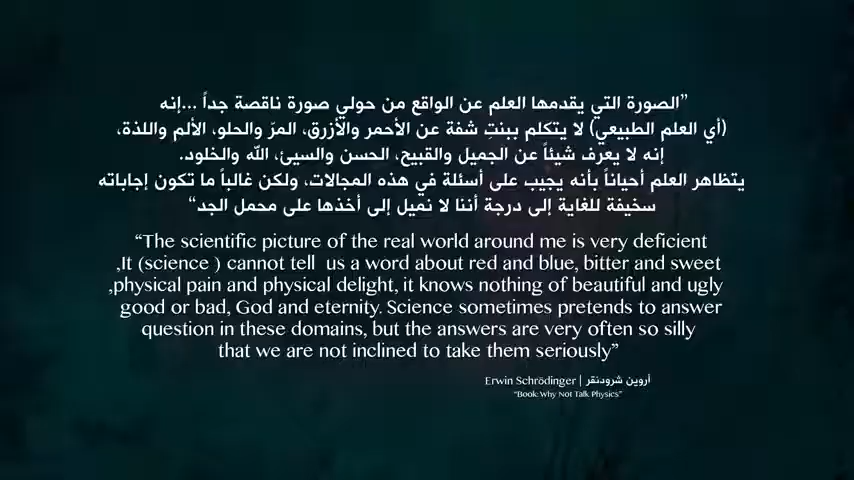 ”الصورة التي يقدمها العلم عن الواقع من حولي صورة ناقصة جداً ...إنه
(أي العلم الطبيعي) لا يتكلم ببنتِ شفة عن الأحمر والأزرق، المرّ والحلو، الألم واللذة،
إنه لا يعرف شيئاً عن الجميل والقبيح، الحسن والسيئ، الله والخلود.
يتظاهر العلم أحياناً بأنه يجيب على أسئلة في هذه المجالات، ولكن غالباً ما تكون إجاباته
سخيفة للغاية إلى درجة أننا لا نميل إلى أخذها على محمل الجد“
“The scientific picture of the real world around me is very deficient
,It (science ) cannot tell us a word about red and blue, bitter and sweet
,physical pain and physical delight, it knows nothing of beautiful and ugly
good or bad, God and eternity. Science sometimes pretends to answer
question in these domains, but the answers are very often so silly
that we are not inclined to take them seriously”
Erwin Schrödinger | أروين شرودنقر
“Book: Why Not Talk Physics”